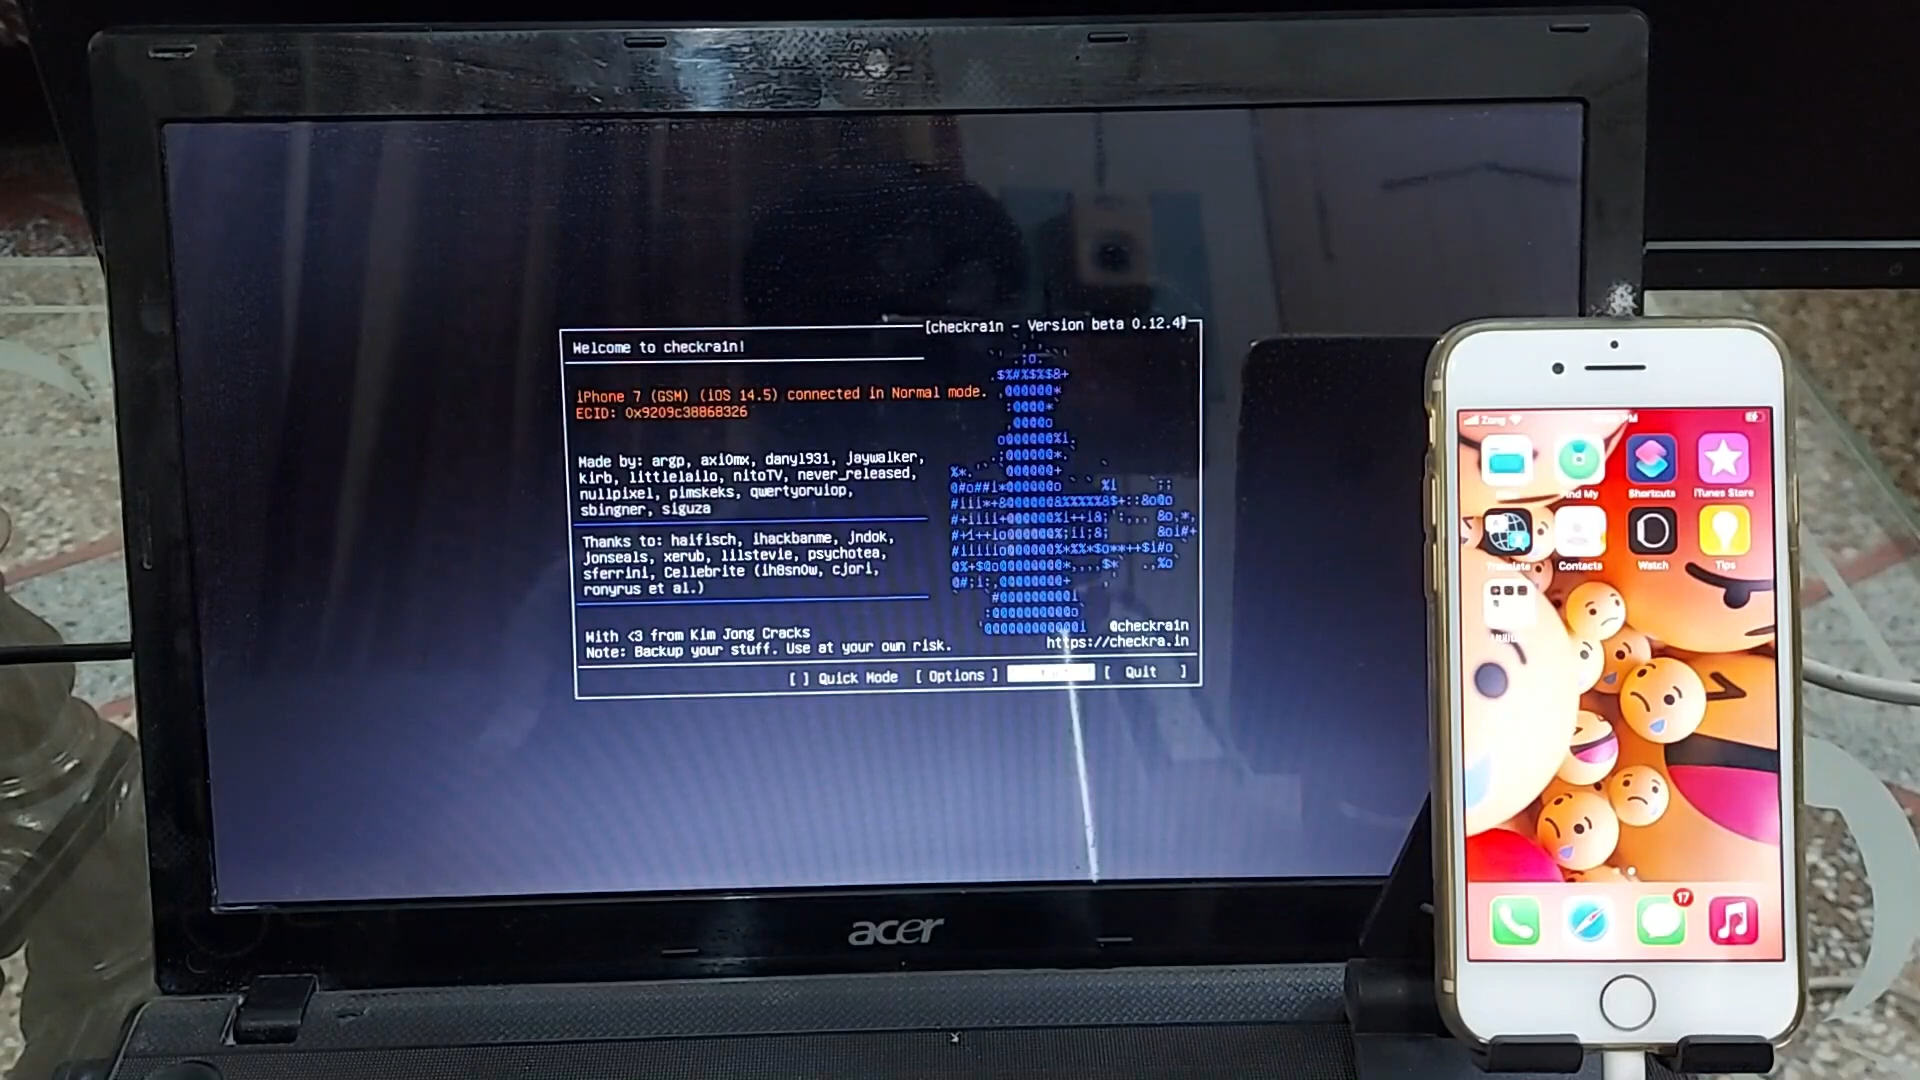 [checkra1n - Version beta 0.12.4]
Welcome to checkra1n!
iPhone 7 (GSM) (iOS 14.5) connected in Normal mode.
ECID: 0x9209c38868326
Made by: argp, axi0mx, danyl931, jaywalker,
kirb, littlelailo, nitoTV, never_released,
nullpixel, pimskeks, qwertyoruiop,
sbingner, siguza
Thanks to: haifisch, ihackbanme, jndok,
jonseals, xerub, lilstevie, psychotea,
sferrini, Cellebrite (ih8sn0w, cjori,
ronyrus et al.)
With <3 from Kim Jong Cracks
Note: Backup your stuff. Use at your own risk.
@checkra1n
https://checkra.in
[ ] Quick Mode [ Options ] [ Quit ]
acer
Zong
Find My Shortcuts iTunes Store
Translate Contacts Watch Tips
17